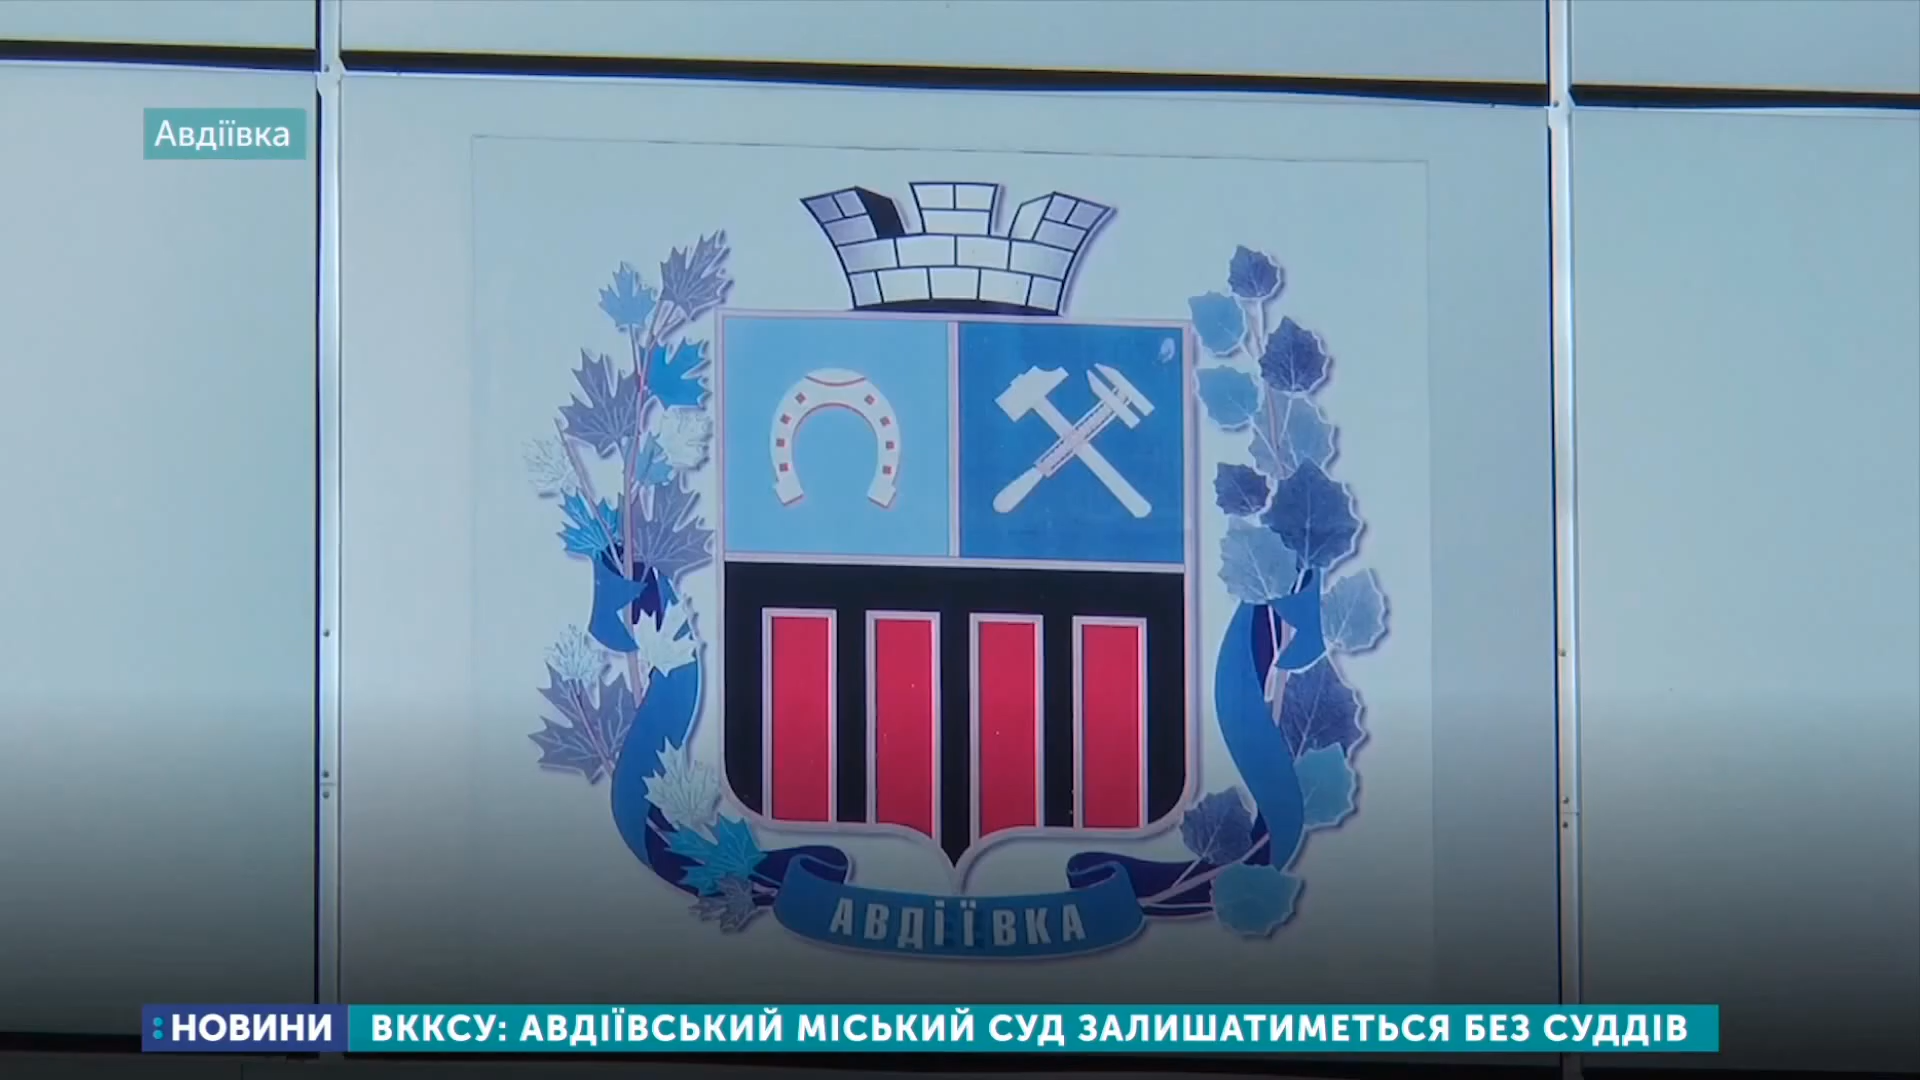 Авдіївка
АВДІЇВКА
:НОВИНИ ВККСУ: АВДІЇВСЬКИЙ МІСЬКИЙ СУД ЗАЛИШАТИМЕТЬСЯ БЕЗ СУДДІВ